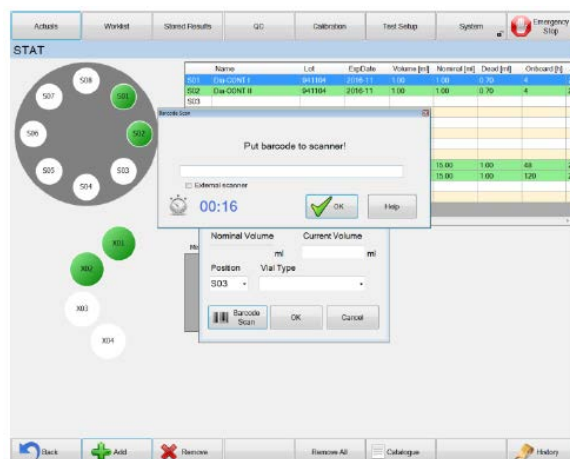 Actuals Worklist Stored Results QC Calibration Test Setup System Emergency Stop
STAT
Name Lot ExpDate Volume [ml] Nominal [ml] Dead [ml] Onboard [h]
S01 Dia-CONT I 041104 2016-11 1.00 1.00 0.70 4
S02 Dia-CONT II 041104 2016-11 1.00 1.00 0.70 4
S03
S08
S07 S01
S06 S02
S05 S03
S04
Barcode Scan
Put barcode to scanner!
External scanner
00:16 OK Help
15.00 1.00 48
15.00 1.00 120
X01
X02
X03
X04
Nominal Volume Current Volume
ml ml
Position Vial Type
S03
Barcode Scan OK Cancel
Back Add Remove Remove All Catalogue History